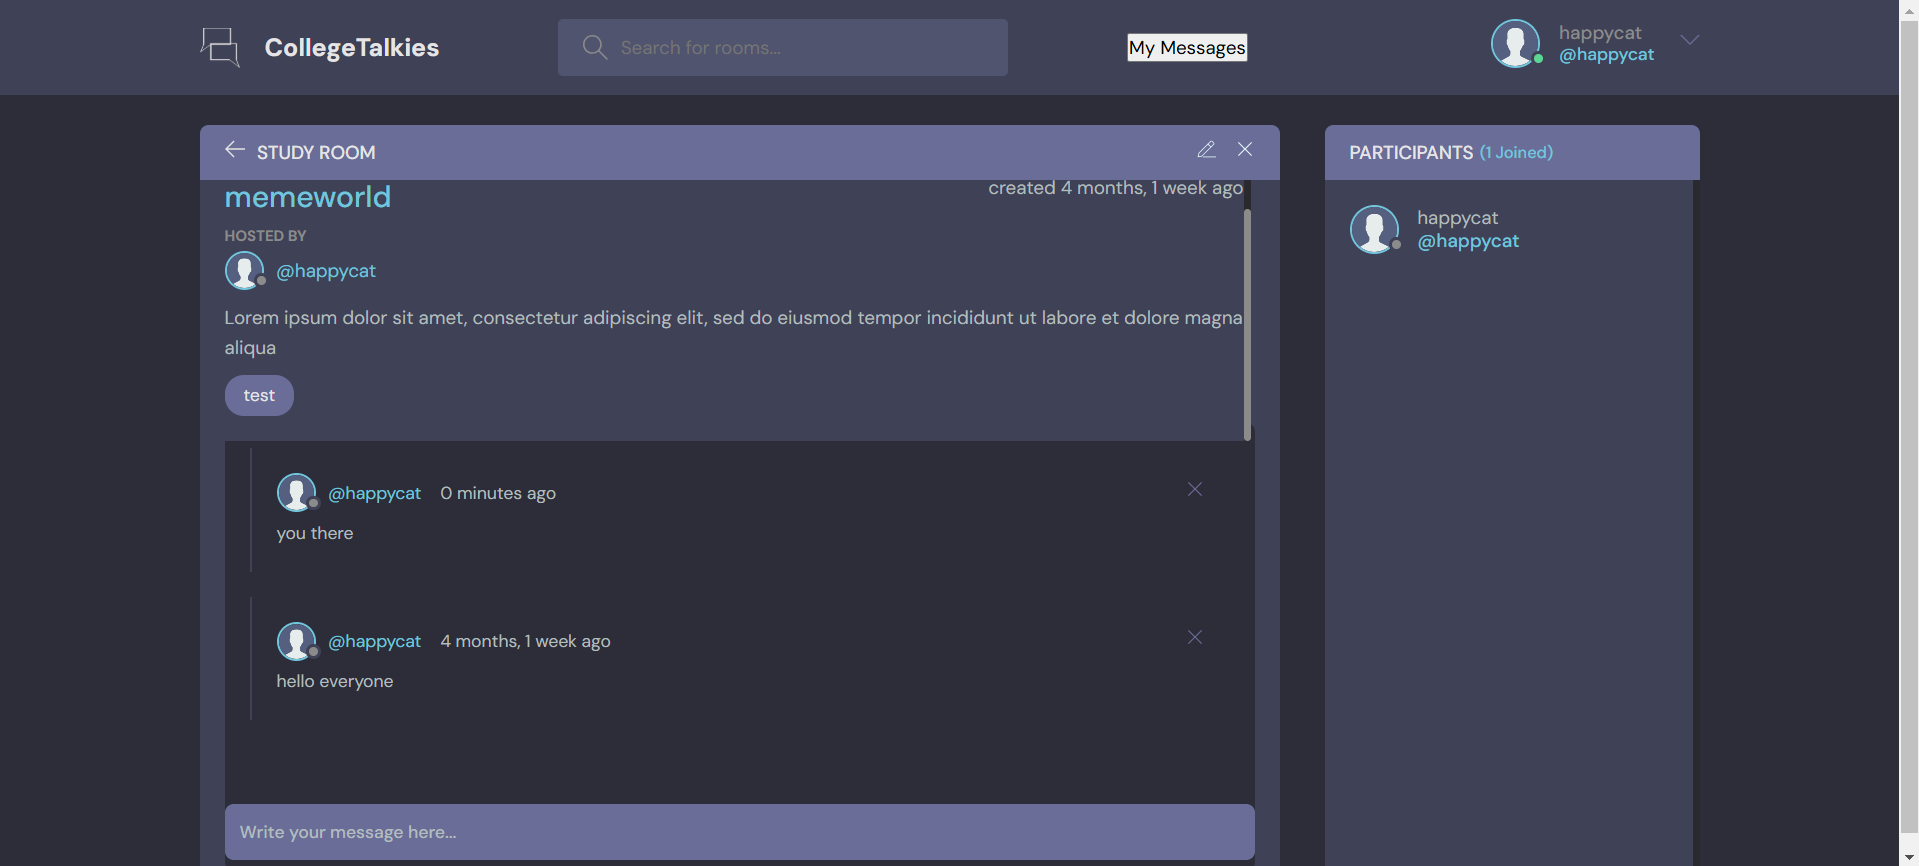 CollegeTalkies
Search for rooms...
My Messages
happycat
@happycat
STUDY ROOM
memeworld
created 4 months, 1 week ago
HOSTED BY
@happycat
Lorem ipsum dolor sit amet, consectetur adipiscing elit, sed do eiusmod tempor incididunt ut labore et dolore magna
aliqua
test
@happycat 0 minutes ago
you there
@happycat 4 months, 1 week ago
hello everyone
Write your message here...
PARTICIPANTS (1 Joined)
happycat
@happycat